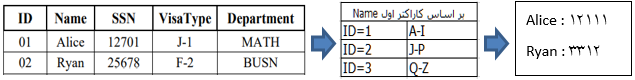 ID Name SSN VisaType Department
01 Alice 12701 J-1 MATH
02 Ryan 25678 F-2 BUSN
بر اساس کاراکتر اول Name
ID=1 A-I
ID=2 J-P
ID=3 Q-Z
Alice : ۱۲۱۱۱
Ryan : ۳۳۱۲